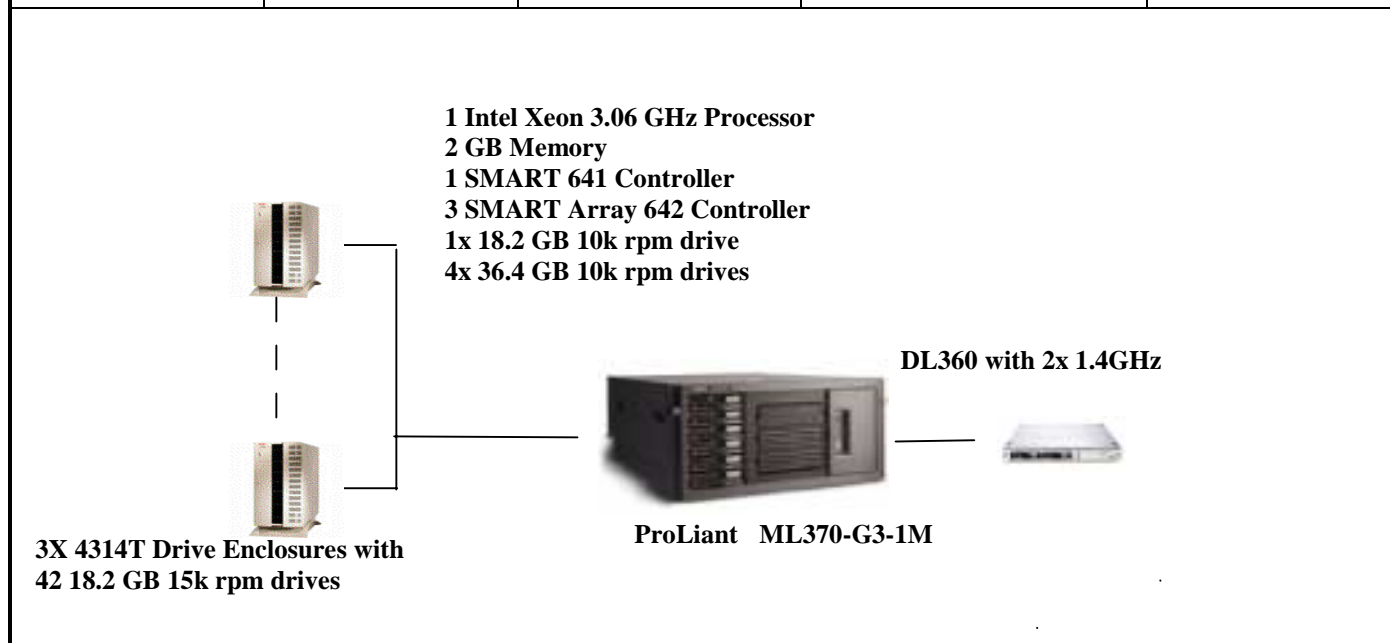 1 Intel Xeon 3.06 GHz Processor
2 GB Memory
1 SMART 641 Controller
3 SMART Array 642 Controller
1x 18.2 GB 10k rpm drive
4x 36.4 GB 10k rpm drives
DL360 with 2x 1.4GHz
ProLiant ML370-G3-1M
3X 4314T Drive Enclosures with
42 18.2 GB 15k rpm drives